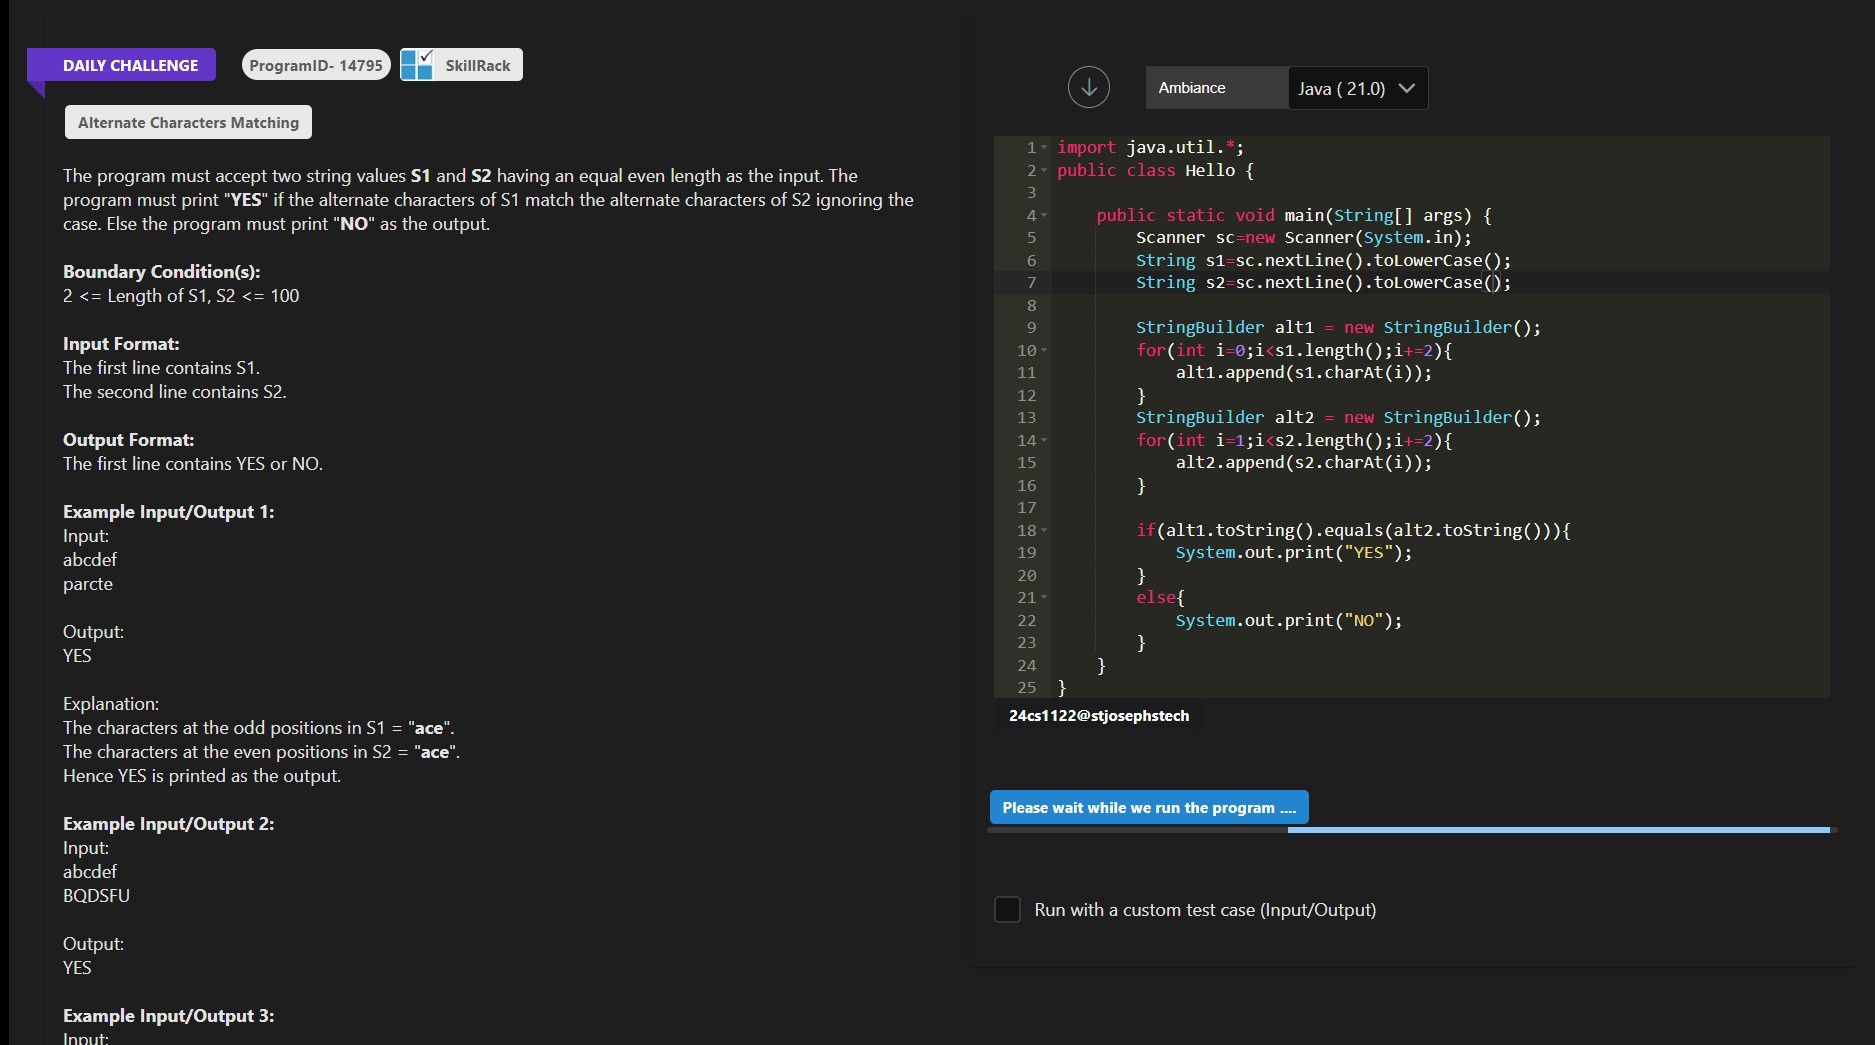 DAILY CHALLENGE
ProgramID- 14795
SkillRack
Alternate Characters Matching
The program must accept two string values S1 and S2 having an equal even length as the input. The
program must print "YES" if the alternate characters of S1 match the alternate characters of S2 ignoring the
case. Else the program must print "NO" as the output.
Boundary Condition(s):
2 <= Length of S1, S2 <= 100
Input Format:
The first line contains S1.
The second line contains S2.
Output Format:
The first line contains YES or NO.
Example Input/Output 1:
Input:
abcdef
parcte
Output:
YES
Explanation:
The characters at the odd positions in S1 = "ace".
The characters at the even positions in S2 = "ace".
Hence YES is printed as the output.
Example Input/Output 2:
Input:
abcdef
BQDSFU
Output:
YES
Example Input/Output 3:
Input:
Ambiance
Java ( 21.0)
1 import java.util.*;
2 public class Hello {
3
4     public static void main(String[] args) {
5         Scanner sc=new Scanner(System.in);
6         String s1=sc.nextLine().toLowerCase();
7         String s2=sc.nextLine().toLowerCase();
8
9         StringBuilder alt1 = new StringBuilder();
10         for(int i=0;i<s1.length();i+=2){
11             alt1.append(s1.charAt(i));
12         }
13         StringBuilder alt2 = new StringBuilder();
14         for(int i=1;i<s2.length();i+=2){
15             alt2.append(s2.charAt(i));
16         }
17
18         if(alt1.toString().equals(alt2.toString())){
19             System.out.print("YES");
20         }
21         else{
22             System.out.print("NO");
23         }
24     }
25 }
24cs1122@stjosephstech
Please wait while we run the program ....
Run with a custom test case (Input/Output)